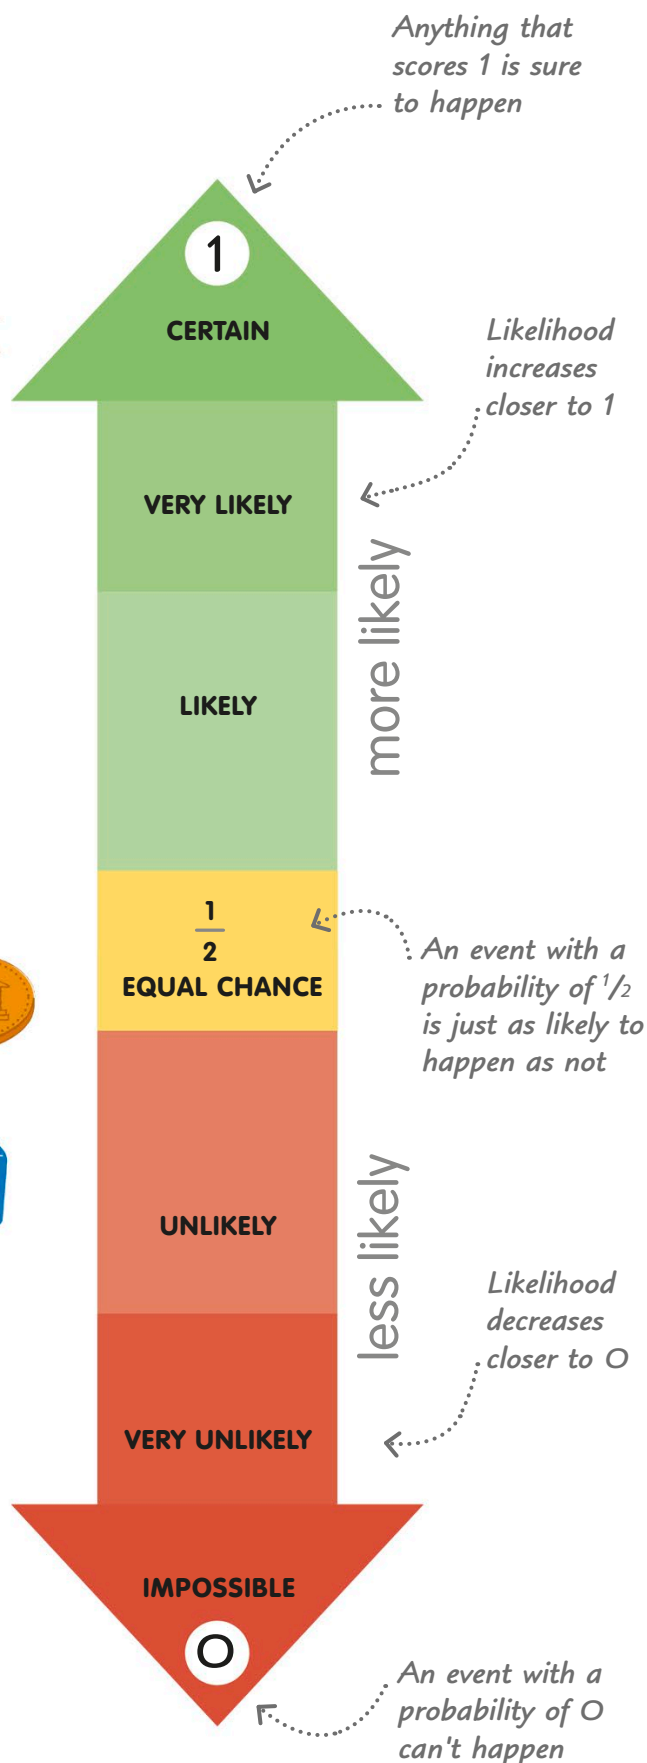 Anything that
scores 1 is sure
to happen
1
CERTAIN
Likelihood
increases
closer to 1
VERY LIKELY
more likely
LIKELY
1
2
EQUAL CHANCE
An event with a
probability of 1/2
is just as likely to
happen as not
UNLIKELY
less likely
Likelihood
decreases
closer to 0
VERY UNLIKELY
IMPOSSIBLE
0
An event with a
probability of 0
can't happen